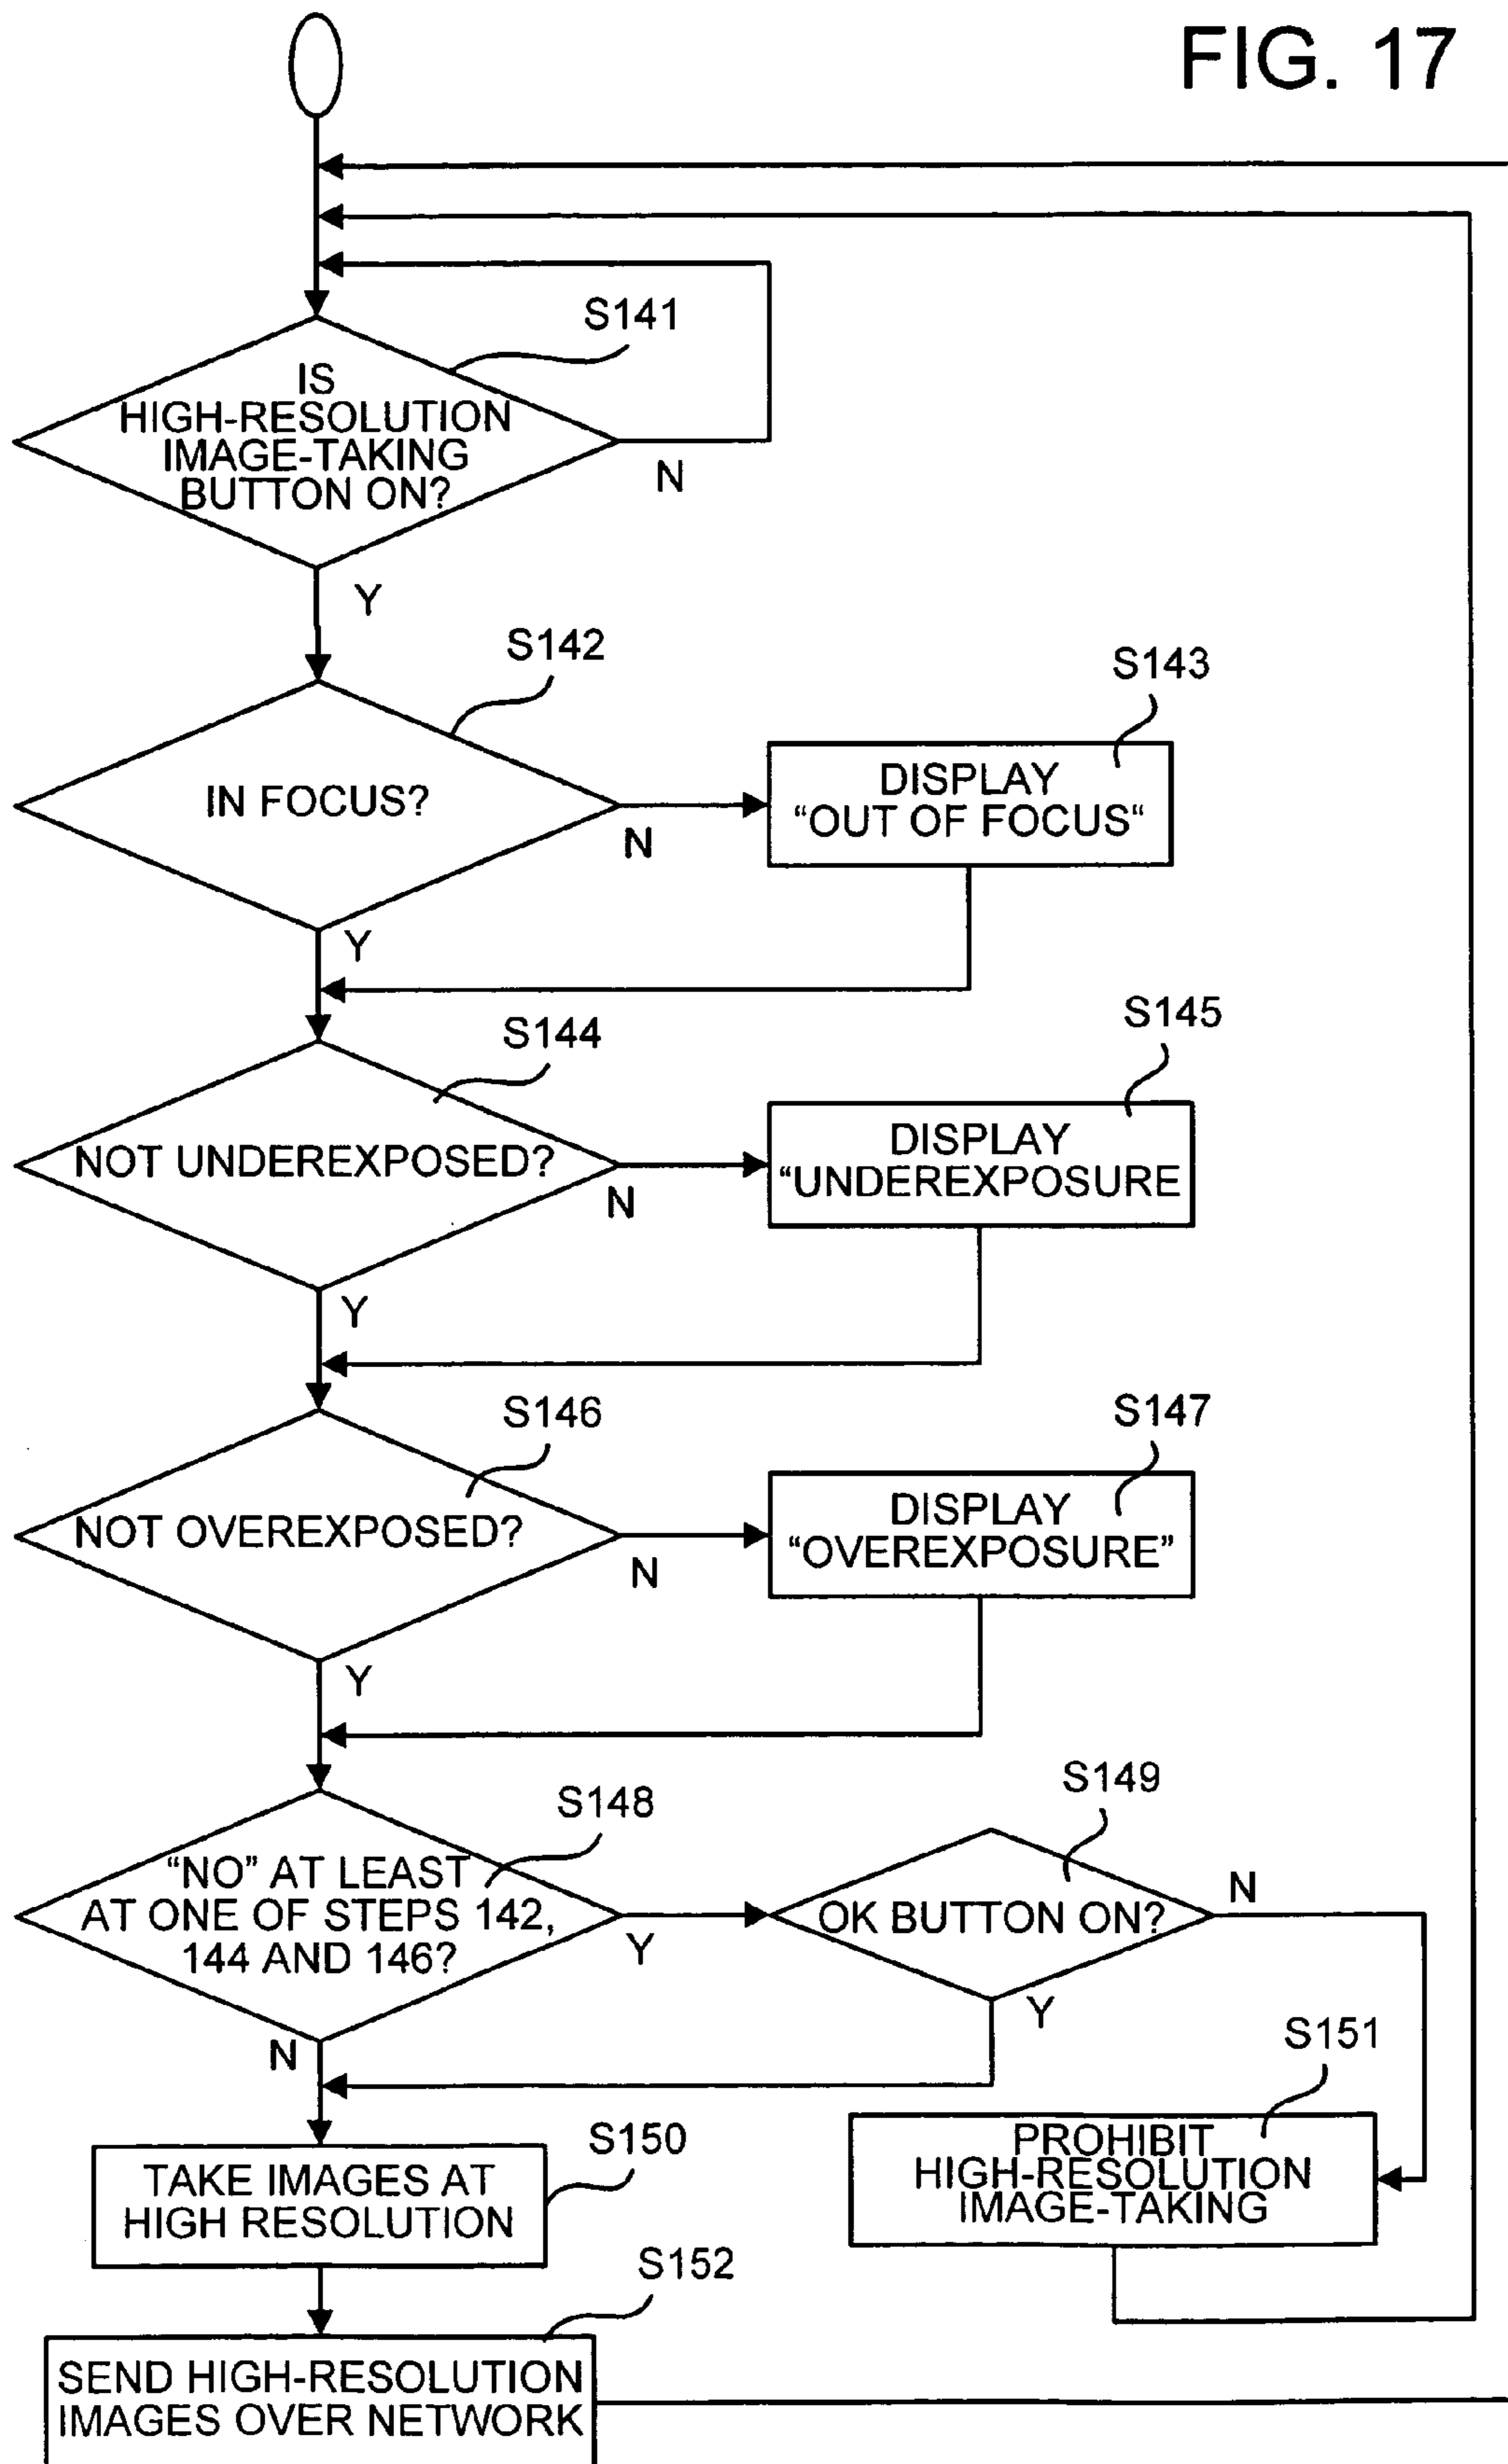 FIG. 17
S141
IS
HIGH-RESOLUTION
IMAGE-TAKING
BUTTON ON?
N
Y
S142
IN FOCUS?
N
Y
S143
DISPLAY
“OUT OF FOCUS“
S144
NOT UNDEREXPOSED?
N
Y
S145
DISPLAY
“UNDEREXPOSURE
S146
NOT OVEREXPOSED?
N
Y
S147
DISPLAY
“OVEREXPOSURE”
S148
“NO” AT LEAST
AT ONE OF STEPS 142,
144 AND 146?
Y
N
S149
OK BUTTON ON?
N
Y
S151
PROHIBIT
HIGH-RESOLUTION
IMAGE-TAKING
S150
TAKE IMAGES AT
HIGH RESOLUTION
S152
SEND HIGH-RESOLUTION
IMAGES OVER NETWORK